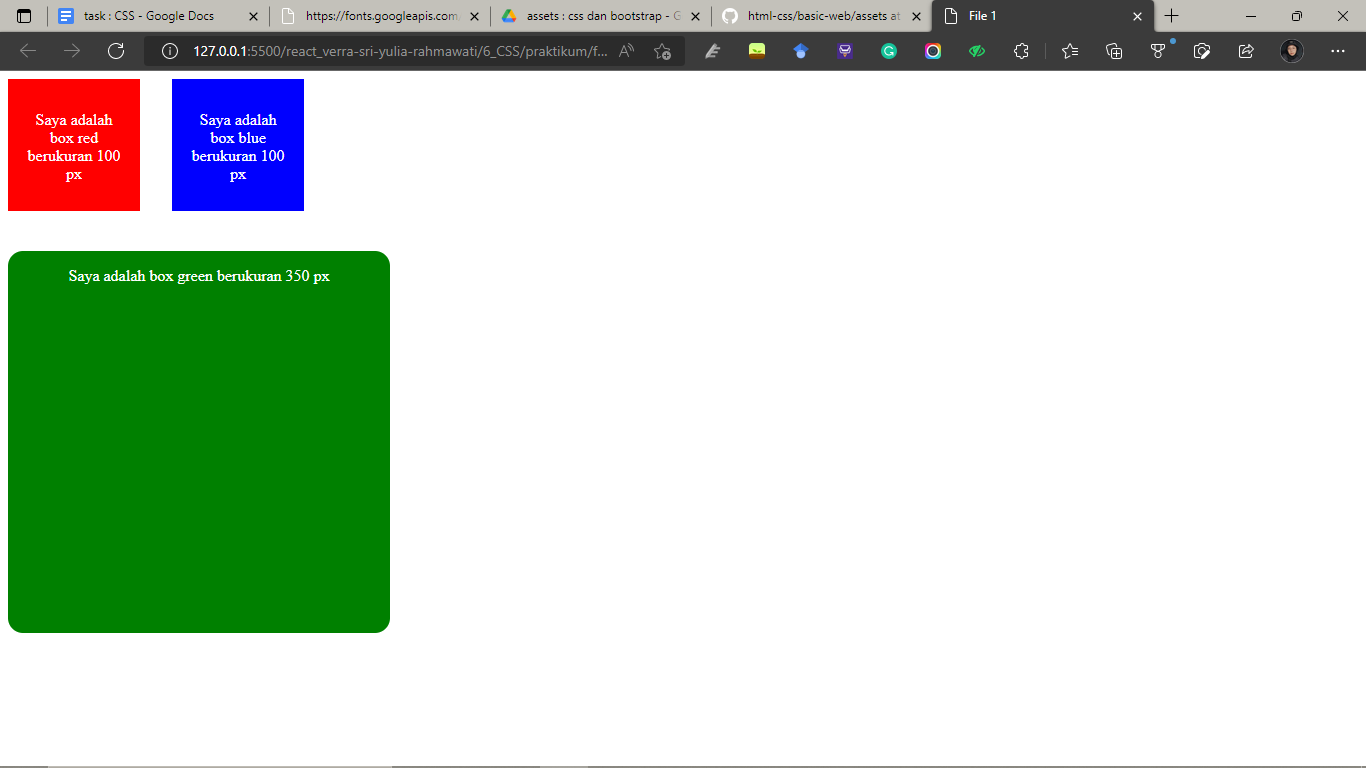 task : CSS - Google Docs
https://fonts.googleapis.com
assets : css dan bootstrap - G
html-css/basic-web/assets at
File 1
127.0.0.1:5500/react_verra-sri-yulia-rahmawati/6_CSS/praktikum/f...
Saya adalah
box red
berukuran 100
px
Saya adalah
box blue
berukuran 100
px
Saya adalah box green berukuran 350 px